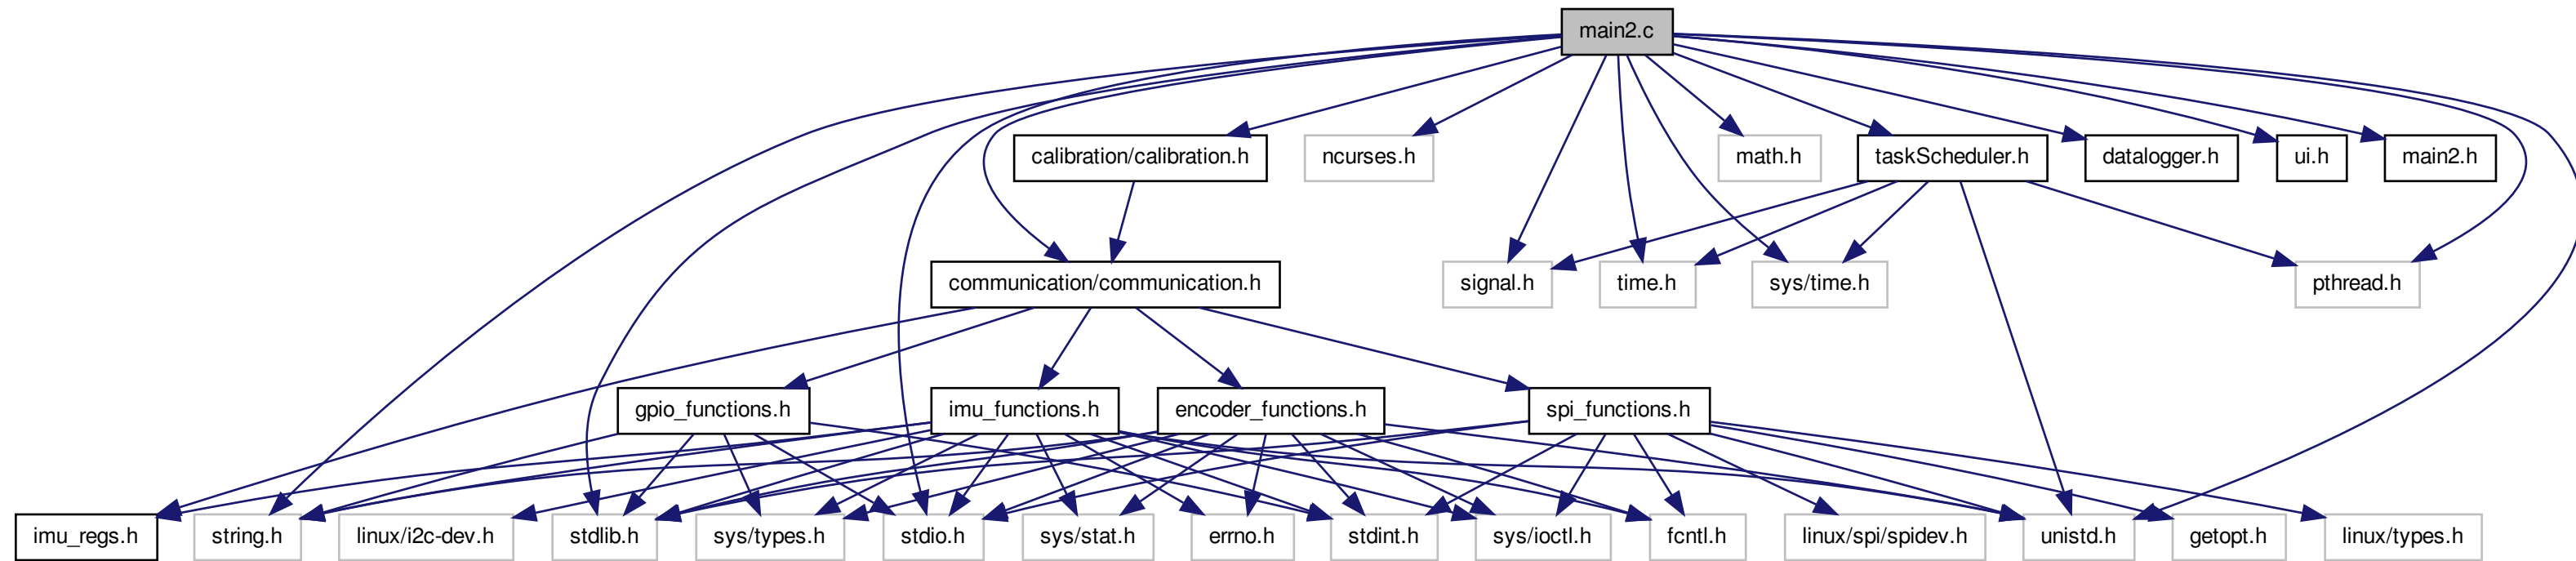 main2.c
calibration/calibration.h
ncurses.h
math.h
taskScheduler.h
datalogger.h
ui.h
main2.h
communication/communication.h
signal.h
time.h
sys/time.h
pthread.h
gpio_functions.h
imu_functions.h
encoder_functions.h
spi_functions.h
imu_regs.h
string.h
linux/i2c-dev.h
stdlib.h
sys/types.h
stdio.h
sys/stat.h
errno.h
stdint.h
sys/ioctl.h
fcntl.h
linux/spi/spidev.h
unistd.h
getopt.h
linux/types.h